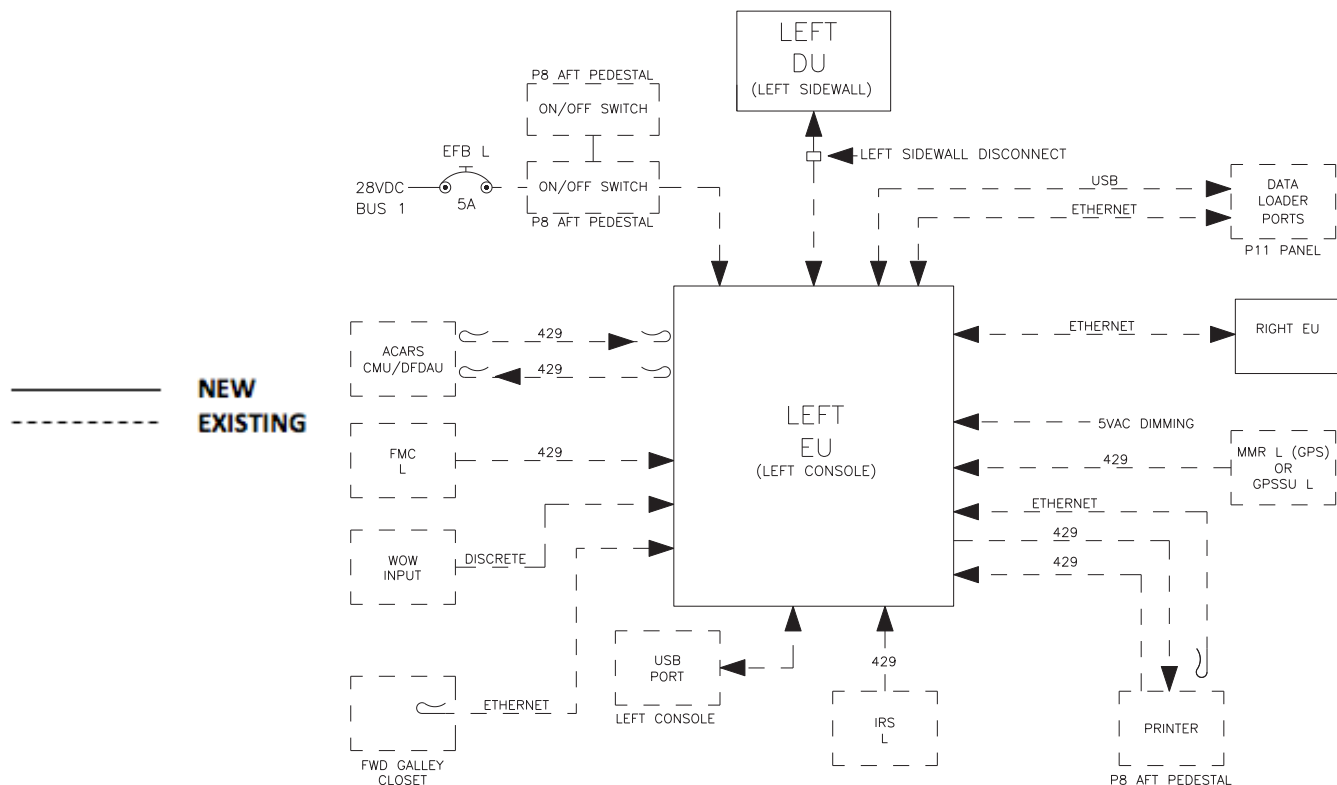 LEFT
DU
(LEFT SIDEWALL)
P8 AFT PEDESTAL
ON/OFF SWITCH
EFB L
28VDC
BUS 1
5A
ON/OFF SWITCH
P8 AFT PEDESTAL
LEFT SIDEWALL DISCONNECT
USB
ETHERNET
DATA
LOADER
PORTS
P11 PANEL
ACARS
CMU/DFDAU
429
429
ETHERNET
RIGHT EU
NEW
EXISTING
LEFT
EU
(LEFT CONSOLE)
5VAC DIMMING
FMC
L
429
429
MMR L (GPS)
OR
GPSSU L
ETHERNET
429
429
WOW
INPUT
DISCRETE
USB
PORT
LEFT CONSOLE
429
IRS
L
ETHERNET
FWD GALLEY
CLOSET
PRINTER
P8 AFT PEDESTAL